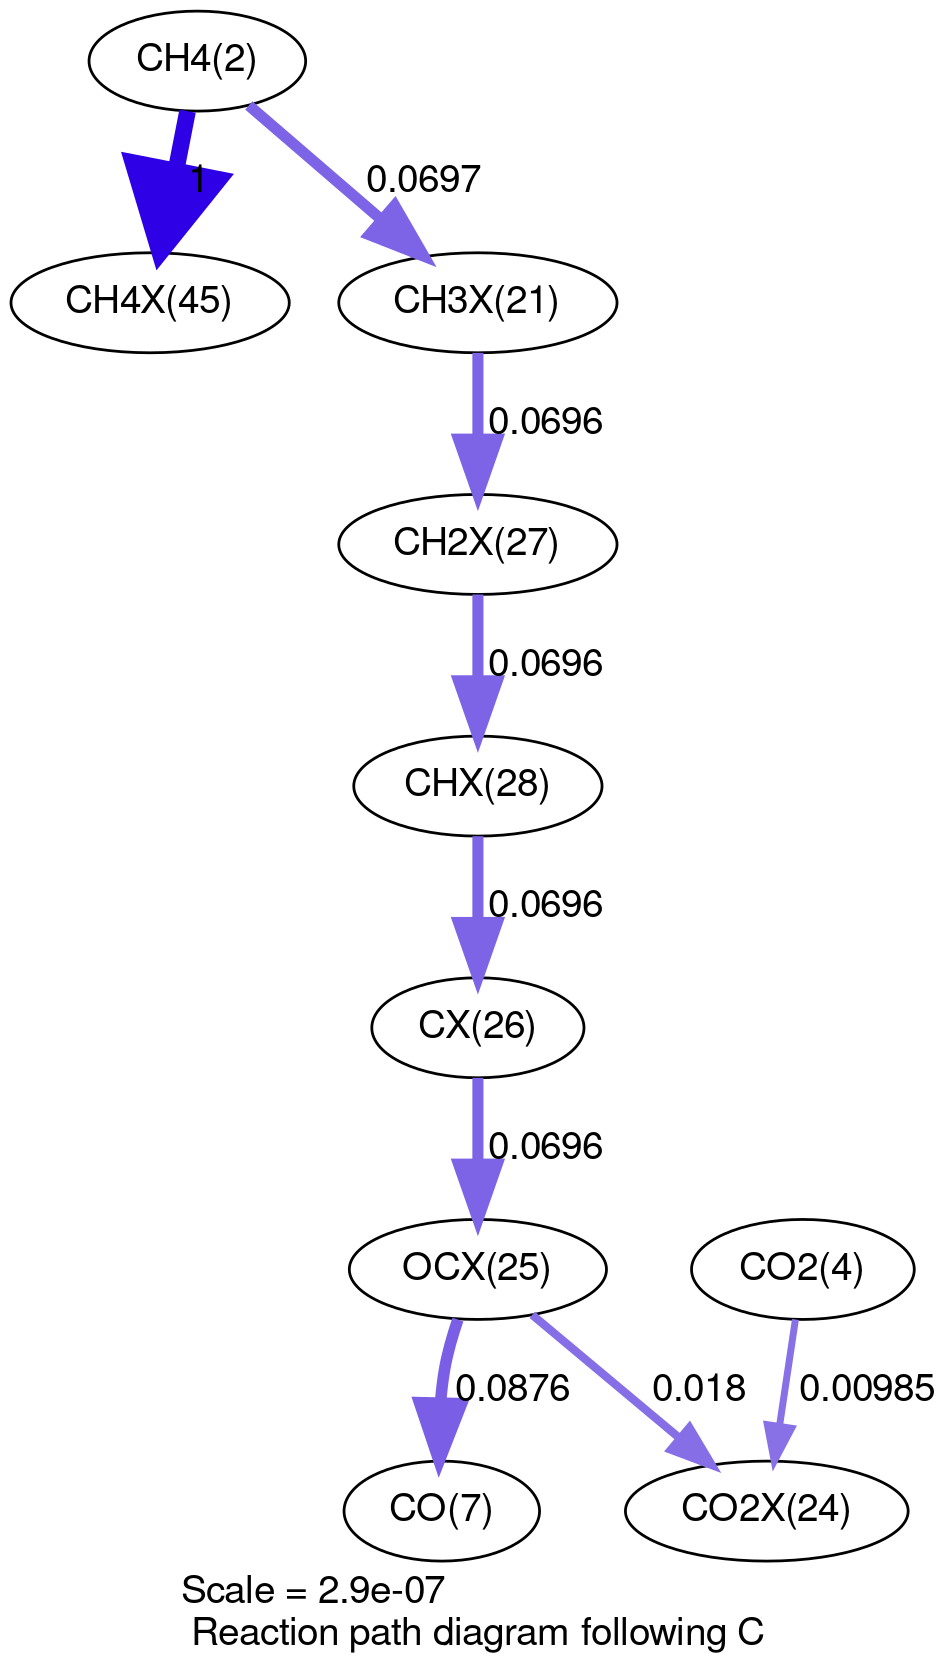 CH4(2)
1
0.0697
CH4X(45)
CH3X(21)
0.0696
CH2X(27)
0.0696
CHX(28)
0.0696
CX(26)
0.0696
OCX(25)
CO2(4)
0.0876
0.018
0.00985
CO(7)
CO2X(24)
Scale = 2.9e-07
Reaction path diagram following C